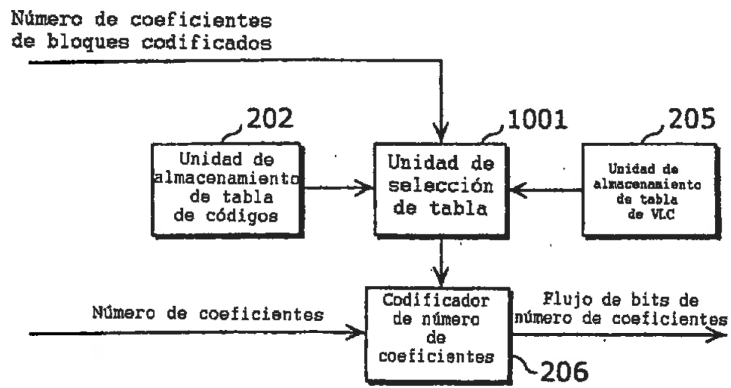 Número de coeficientes
de bloques codificados
202
1001
205
Unidad de
almacenamiento
de tabla
de códigos
Unidad de
selección
de tabla
Unidad de
almacenamiento
de tabla
de VLC
Número de coeficientes
Codificador
de número
de
coeficientes
Flujo de bits de
número de coeficientes
206